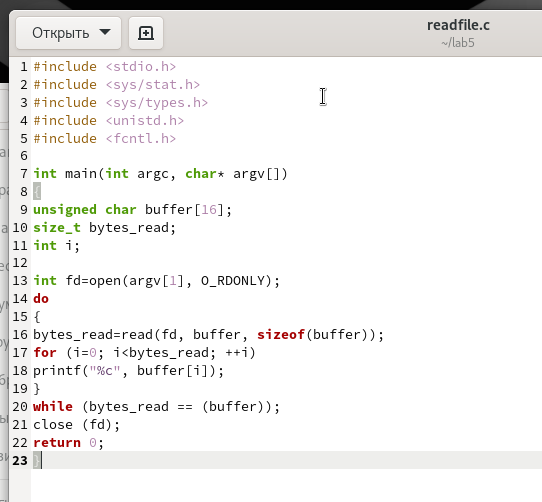 Открыть
readfile.c
~/lab5
1 #include <stdio.h>
2 #include <sys/stat.h>
3 #include <sys/types.h>
4 #include <unistd.h>
5 #include <fcntl.h>
6
7 int main(int argc, char* argv[])
8 {
9 unsigned char buffer[16];
10 size_t bytes_read;
11 int i;
12
13 int fd=open(argv[1], O_RDONLY);
14 do
15 {
16 bytes_read=read(fd, buffer, sizeof(buffer));
17 for (i=0; i<bytes_read; ++i)
18 printf("%c", buffer[i]);
19 }
20 while (bytes_read == (buffer));
21 close (fd);
22 return 0;
23 }